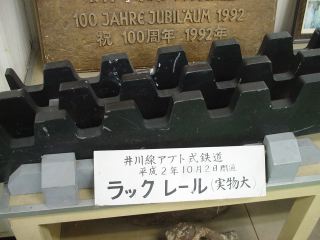 100 JAHRE JUBILÄUM 1992
祝 100周年 1992年
井川線アプト式鉄道
平成2年10月2日開通
ラックレール(実物大)